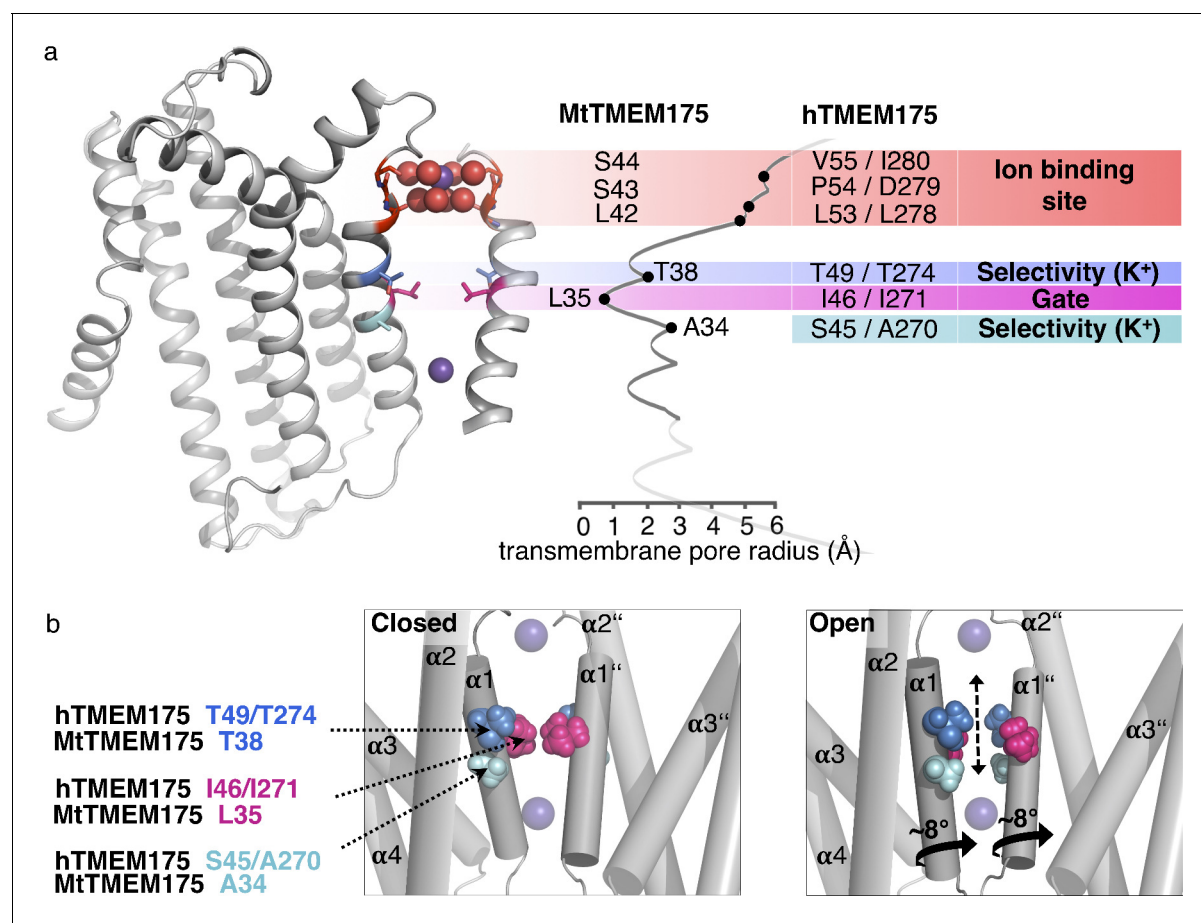 a
MtTMEM175 hTMEM175
S44 V55 / I280
S43 P54 / D279
L42 L53 / L278
Ion binding
site
T38 T49 / T274 Selectivity (K⁺)
L35 I46 / I271 Gate
A34 S45 / A270 Selectivity (K⁺)
0 1 2 3 4 5 6
transmembrane pore radius (Å)
b
Closed
α2 α2“
α1 α1“
α3 α3“
α4
hTMEM175 T49/T274
MtTMEM175 T38
hTMEM175 I46/I271
MtTMEM175 L35
hTMEM175 S45/A270
MtTMEM175 A34
Open
α2 α2“
α1 α1“
α3 α3“
α4
~8° ~8°